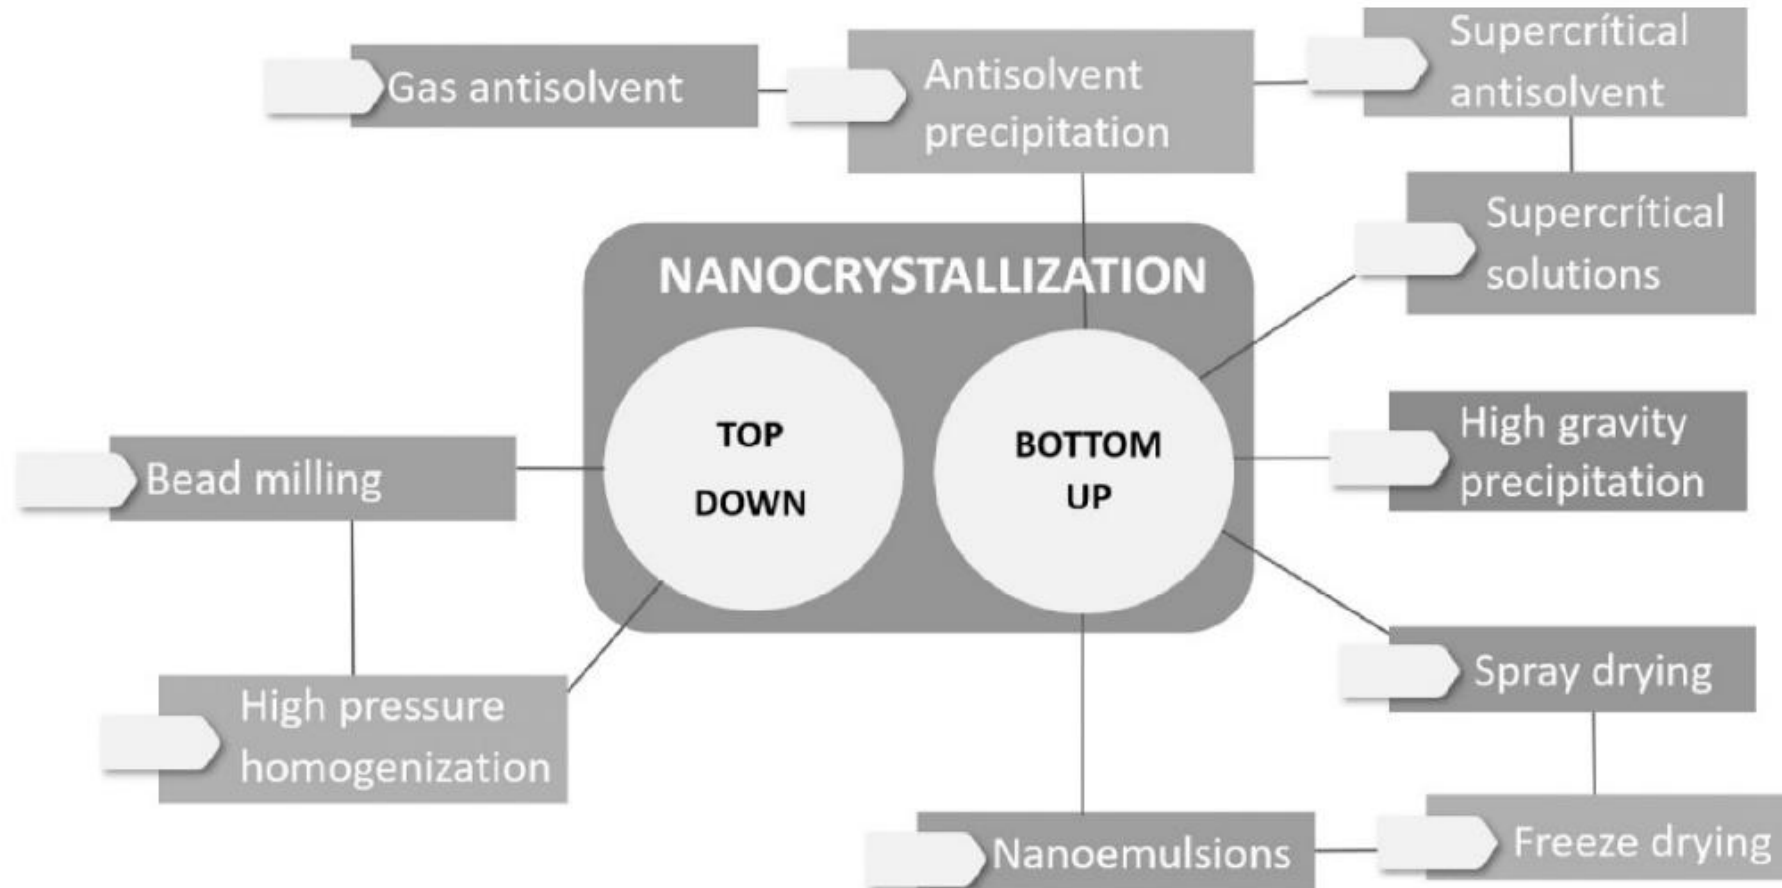 Gas antisolvent
Antisolvent
precipitation
Supercrítical
antisolvent
Supercrítical
solutions
NANOCRYSTALLIZATION
TOP
DOWN
BOTTOM
UP
High gravity
precipitation
Bead milling
High pressure
homogenization
Spray drying
Nanoemulsions
Freeze drying